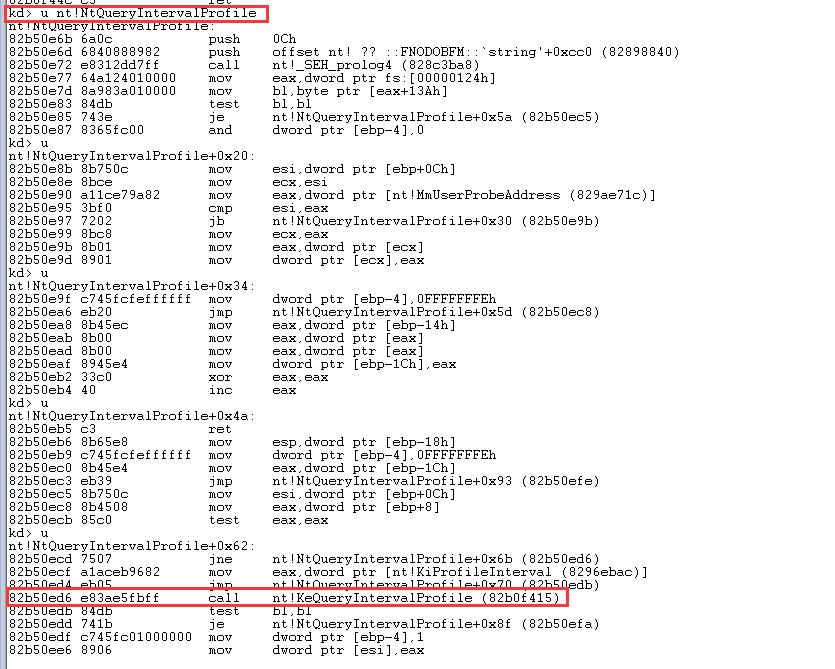 kd> u nt!NtQueryIntervalProfile
nt!NtQueryIntervalProfile:
82b50e6b 6a0c push 0Ch
82b50e6d 6840888982 push offset nt! ?? ::FNODOBFM::`string'+0xcc0 (82898840)
82b50e72 e8312dd7ff call nt!_SEH_prolog4 (828c3ba8)
82b50e77 64a124010000 mov eax,dword ptr fs:[00000124h]
82b50e7d 8a983a010000 mov bl,byte ptr [eax+13Ah]
82b50e83 84db test bl,bl
82b50e85 743e je nt!NtQueryIntervalProfile+0x5a (82b50ec5)
82b50e87 8365fc00 and dword ptr [ebp-4],0
kd> u
nt!NtQueryIntervalProfile+0x20:
82b50e8b 8b750c mov esi,dword ptr [ebp+0Ch]
82b50e8e 8bce mov ecx,esi
82b50e90 a11ce79a82 mov eax,dword ptr [nt!MmUserProbeAddress (829ae71c)]
82b50e95 3bf0 cmp esi,eax
82b50e97 7202 jb nt!NtQueryIntervalProfile+0x30 (82b50e9b)
82b50e99 8bc8 mov ecx,eax
82b50e9b 8b01 mov eax,dword ptr [ecx]
82b50e9d 8901 mov dword ptr [ecx],eax
kd> u
nt!NtQueryIntervalProfile+0x34:
82b50e9f c745fcfeffffff mov dword ptr [ebp-4],0FFFFFFFEh
82b50ea6 eb20 jmp nt!NtQueryIntervalProfile+0x5d (82b50ec8)
82b50ea8 8b45ec mov eax,dword ptr [ebp-14h]
82b50eab 8b00 mov eax,dword ptr [eax]
82b50ead 8b00 mov eax,dword ptr [eax]
82b50eaf 8945e4 mov dword ptr [ebp-1Ch],eax
82b50eb2 33c0 xor eax,eax
82b50eb4 40 inc eax
kd> u
nt!NtQueryIntervalProfile+0x4a:
82b50eb5 c3 ret
82b50eb6 8b65e8 mov esp,dword ptr [ebp-18h]
82b50eb9 c745fcfeffffff mov dword ptr [ebp-4],0FFFFFFFEh
82b50ec0 8b45e4 mov eax,dword ptr [ebp-1Ch]
82b50ec3 eb39 jmp nt!NtQueryIntervalProfile+0x93 (82b50efe)
82b50ec5 8b750c mov esi,dword ptr [ebp+0Ch]
82b50ec8 8b4508 mov eax,dword ptr [ebp+8]
82b50ecb 85c0 test eax,eax
kd> u
nt!NtQueryIntervalProfile+0x62:
82b50ecd 7507 jne nt!NtQueryIntervalProfile+0x6b (82b50ed6)
82b50ecf a1aceb9682 mov eax,dword ptr [nt!KiProfileInterval (8296ebac)]
82b50ed4 eb05 jmp nt!NtQueryIntervalProfile+0x70 (82b50edb)
82b50ed6 e83ae5fbff call nt!KeQueryIntervalProfile (82b0f415)
82b50edb 84db test bl,bl
82b50edd 741b je nt!NtQueryIntervalProfile+0x8f (82b50efa)
82b50edf c745fc01000000 mov dword ptr [ebp-4],1
82b50ee6 8906 mov dword ptr [esi],eax